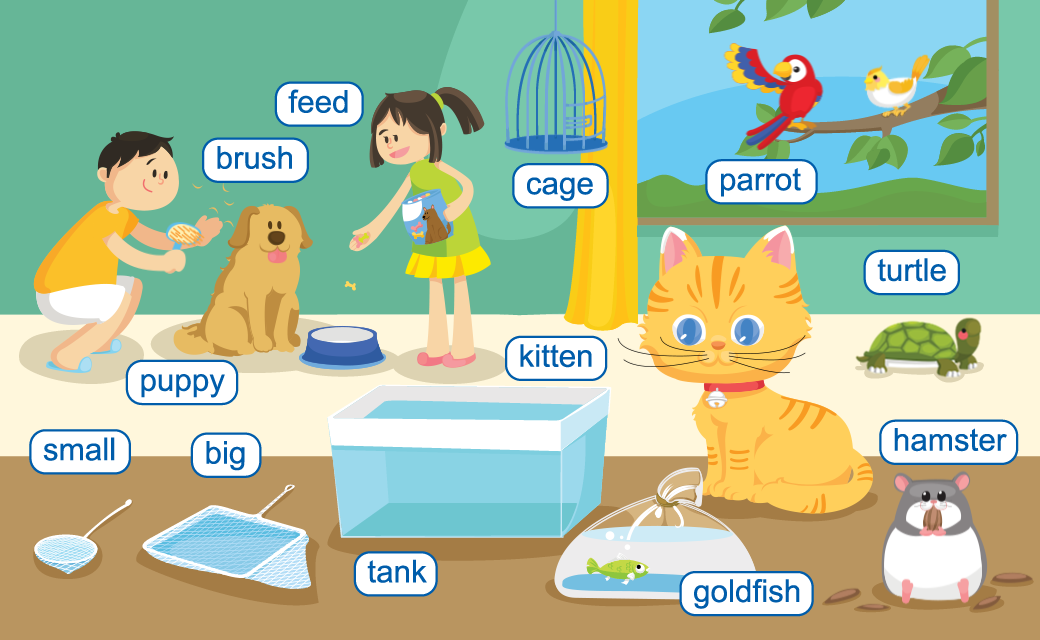 feed
brush
cage
parrot
turtle
kitten
puppy
small
big
hamster
tank
goldfish